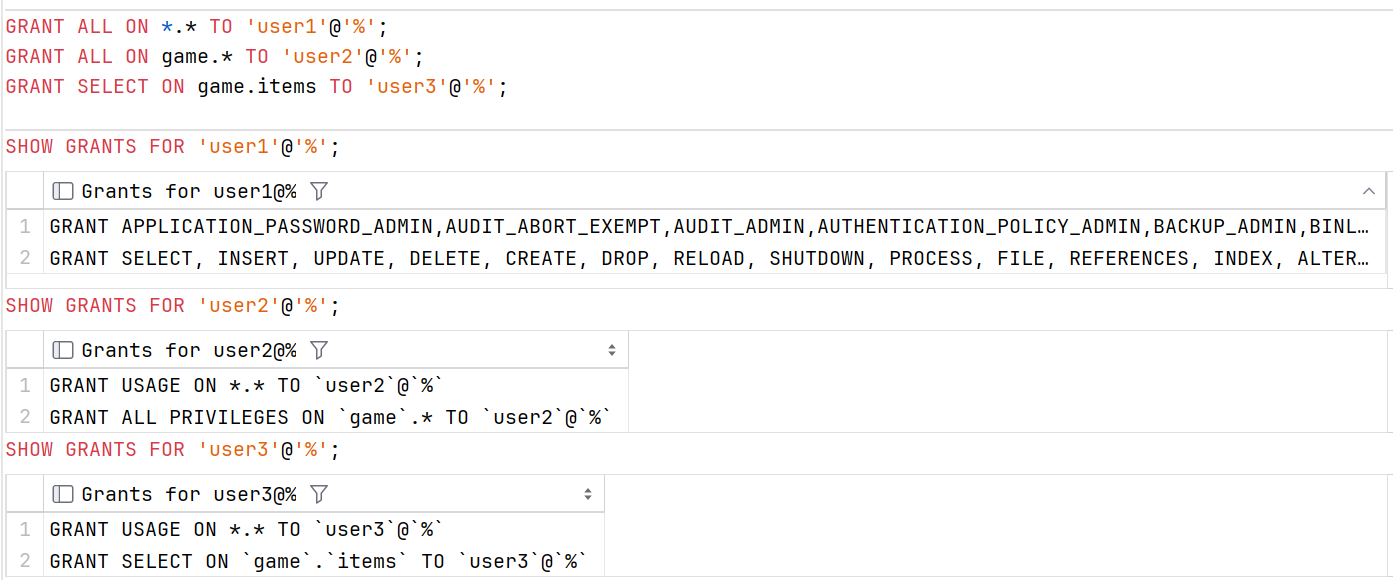 GRANT ALL ON *.* TO 'user1'@'%';
GRANT ALL ON game.* TO 'user2'@'%';
GRANT SELECT ON game.items TO 'user3'@'%';
SHOW GRANTS FOR 'user1'@'%';
Grants for user1@%
1 GRANT APPLICATION_PASSWORD_ADMIN,AUDIT_ABORT_EXEMPT,AUDIT_ADMIN,AUTHENTICATION_POLICY_ADMIN,BACKUP_ADMIN,BINL…
2 GRANT SELECT, INSERT, UPDATE, DELETE, CREATE, DROP, RELOAD, SHUTDOWN, PROCESS, FILE, REFERENCES, INDEX, ALTER…
SHOW GRANTS FOR 'user2'@'%';
Grants for user2@%
1 GRANT USAGE ON *.* TO `user2`@`%`
2 GRANT ALL PRIVILEGES ON `game`.* TO `user2`@`%`
SHOW GRANTS FOR 'user3'@'%';
Grants for user3@%
1 GRANT USAGE ON *.* TO `user3`@`%`
2 GRANT SELECT ON `game`.`items` TO `user3`@`%`